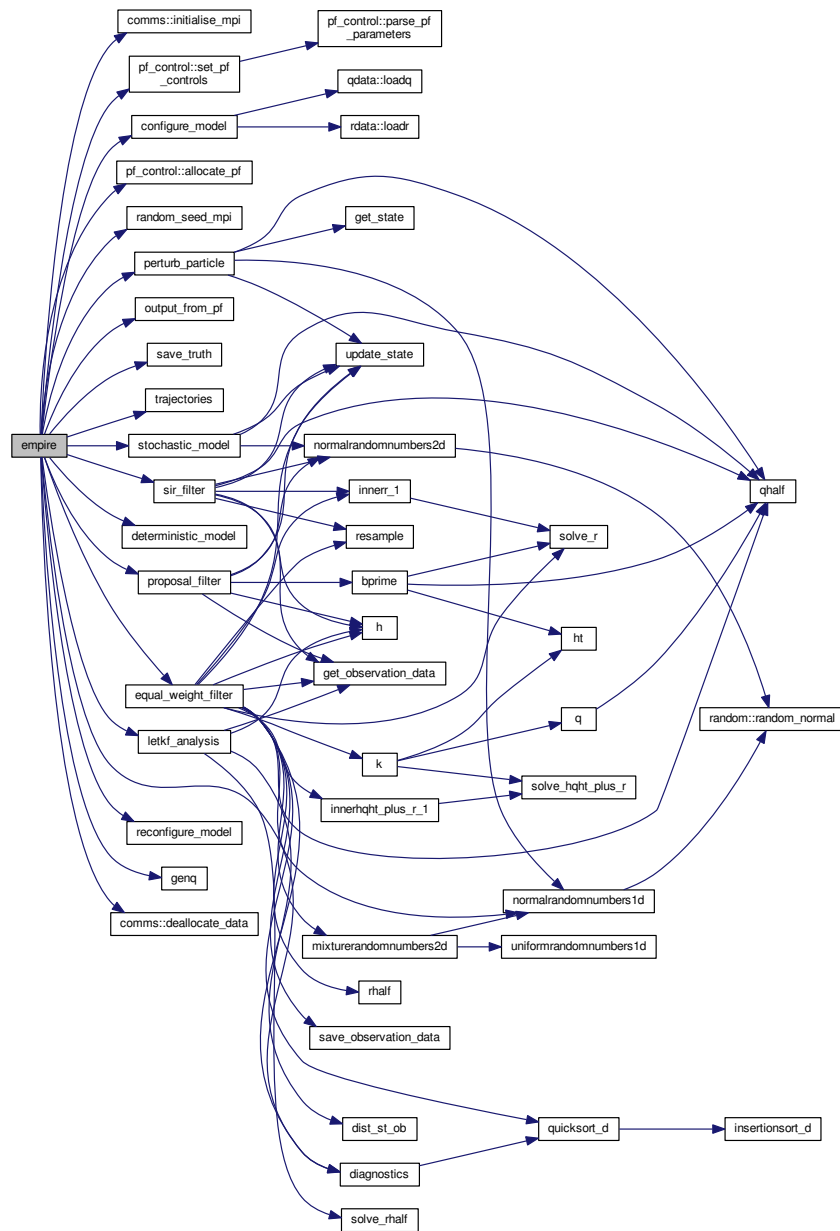 comms::initialise_mpi
pf_control::parse_pf
_parameters
pf_control::set_pf
_controls
qdata::loadq
configure_model
rdata::loadr
pf_control::allocate_pf
random_seed_mpi
get_state
perturb_particle
output_from_pf
save_truth
update_state
trajectories
empire
stochastic_model
normalrandomnumbers2d
sir_filter
innerr_1
qhalf
deterministic_model
resample
solve_r
proposal_filter
bprime
h
ht
get_observation_data
equal_weight_filter
q
random::random_normal
letkf_analysis
k
solve_hqht_plus_r
innerhqht_plus_r_1
reconfigure_model
genq
normalrandomnumbers1d
comms::deallocate_data
mixturerandomnumbers2d
uniformrandomnumbers1d
rhalf
save_observation_data
dist_st_ob
quicksort_d
insertionsort_d
diagnostics
solve_rhalf